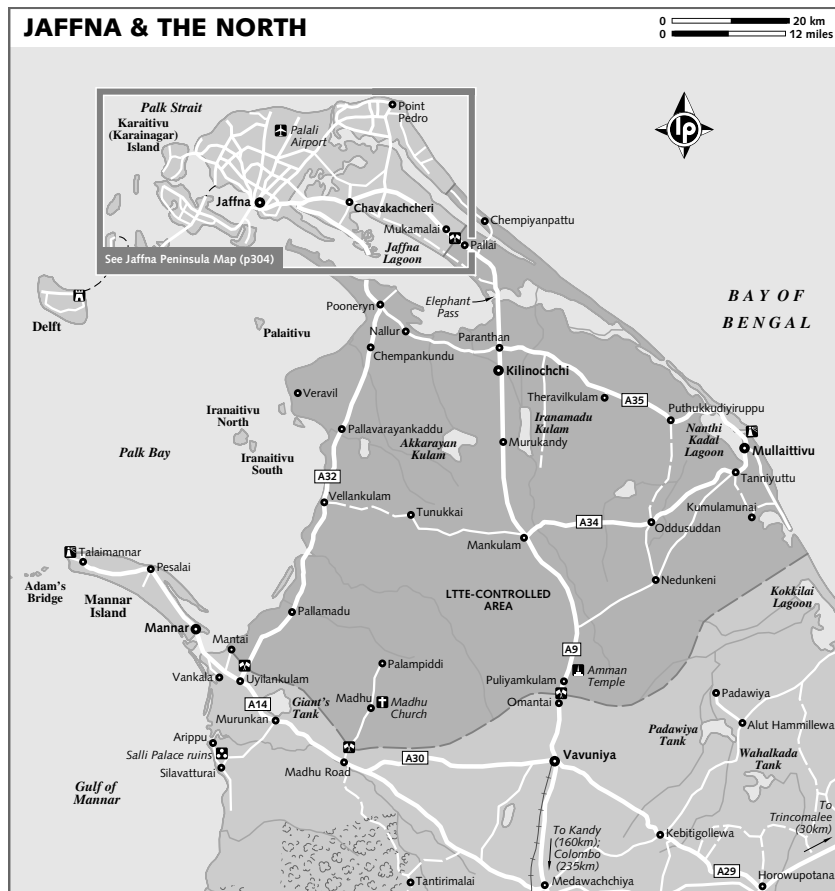 JAFFNA & THE NORTH
0 20 km
0 12 miles
lp
Palk Strait
Karaitivu
(Karainagar)
Island
Palali
Airport
Point
Pedro
Jaffna
Chavakachcheri
Chempiyanpattu
Mukamalai
Jaffna
Lagoon
Pallai
See Jaffna Peninsula Map (p304)
Delft
Elephant
Pass
BAY OF
BENGAL
Pooneryn
Palaitivu
Nallur
Paranthan
Chempankundu
Kilinochchi
Veravil
Theravilkulam
A35
Puthukkudiyiruppu
Iranaitivu
North
Pallavarayankaddu
Akkarayan
Kulam
Iranamadu
Kulam
Murukandy
Nanthi
Kadal
Lagoon
Mullaittivu
Palk Bay
Iranaitivu
South
A32
Tanniyuttu
Vellankulam
Tunukkai
Kumulamunai
A34
Oddusuddan
Mankulam
Talaimannar
Pesalai
Adam's
Bridge
Mannar
Island
Nedunkeni
LTTE-CONTROLLED
AREA
Kokkilai
Lagoon
Pallamadu
Mannar
Mantai
A9
Palampiddi
Amman
Temple
Vankala
Uyilankulam
Puliyamkulam
A14
Giant's
Tank
Madhu
Madhu
Church
Omantai
Padawiya
Murunkan
Padawiya
Tank
Alut Hammillewa
Arippu
Salli Palace ruins
Silavatturai
Madhu Road
A30
Vavuniya
Wahalkada
Tank
Gulf of
Mannar
To
Trincomalee
(30km)
To Kandy
(160km);
Colombo
(235km)
Kebitigollewa
A29
Tantirimalai
Medawachchiya
Horowupotana